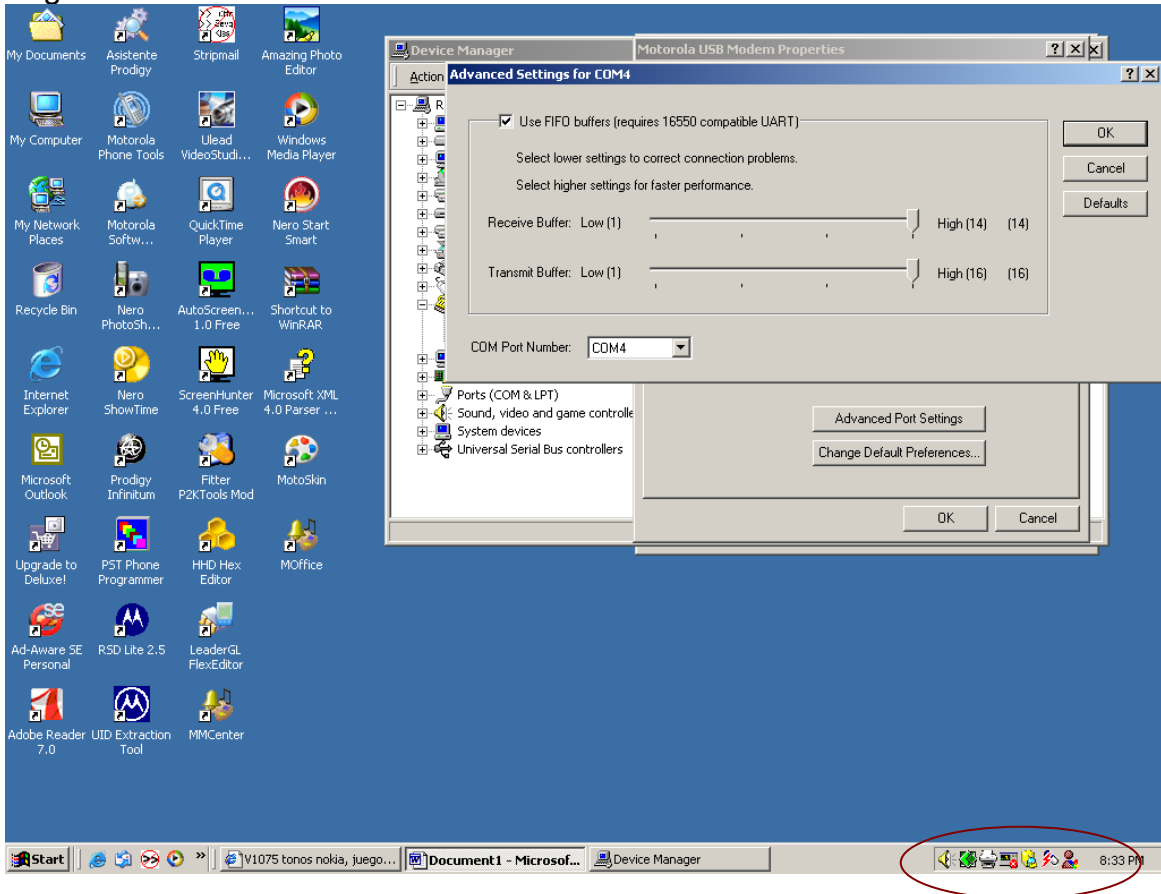 My Documents
Asistente
Prodigy
Stripmail
Amazing Photo
Editor
My Computer
Motorola
Phone Tools
Ulead
VideoStudi...
Windows
Media Player
My Network
Places
Motorola
Softw...
QuickTime
Player
Nero Start
Smart
Recycle Bin
Nero
PhotoSh...
AutoScreen...
1.0 Free
Shortcut to
WinRAR
Internet
Explorer
Nero
ShowTime
ScreenHunter
4.0 Free
Microsoft XML
4.0 Parser ...
Microsoft
Outlook
Prodigy
Infinitum
Fitter
P2KTools Mod
MotoSkin
Upgrade to
Deluxe!
PST Phone
Programmer
HHD Hex
Editor
MOffice
Ad-Aware SE
Personal
RSD Lite 2.5
LeaderGL
FlexEditor
Adobe Reader
7.0
UID Extraction
Tool
MMCenter
Device Manager
Action
R
Ports (COM & LPT)
Sound, video and game controlle
System devices
Universal Serial Bus controllers
Motorola USB Modem Properties
Advanced Settings for COM4
Use FIFO buffers (requires 16550 compatible UART)
Select lower settings to correct connection problems.
Select higher settings for faster performance.
Receive Buffer: Low (1) High (14) (14)
Transmit Buffer: Low (1) High (16) (16)
COM Port Number: COM4
OK
Cancel
Defaults
Advanced Port Settings
Change Default Preferences...
OK Cancel
Start V1075 tonos nokia, juego... Document1 - Microsof... Device Manager 8:33 PM